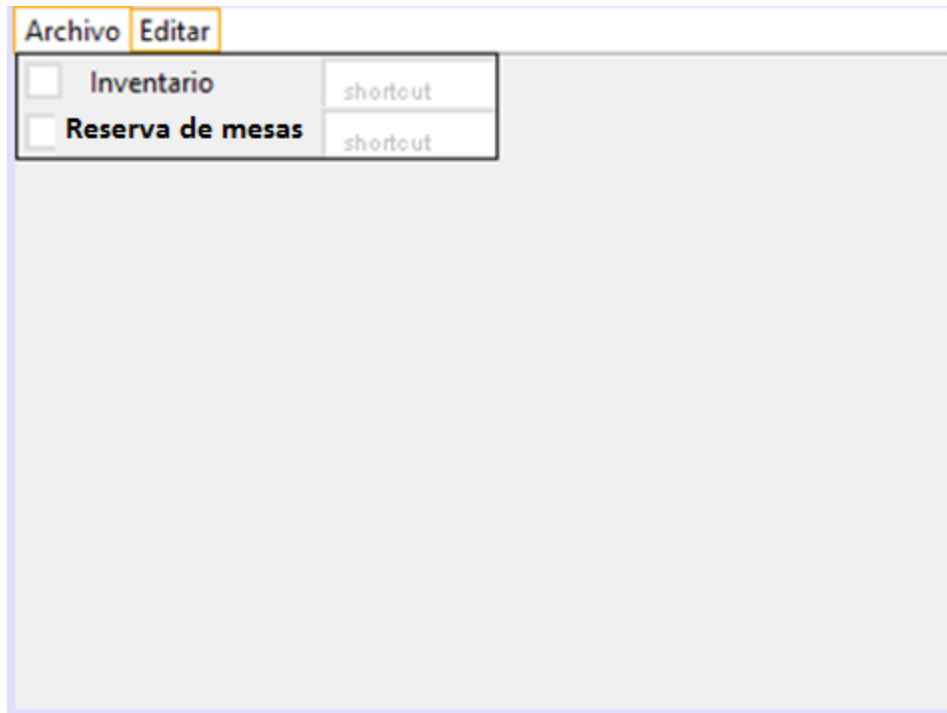 Archivo Editar
Inventario shortcut
Reserva de mesas shortcut